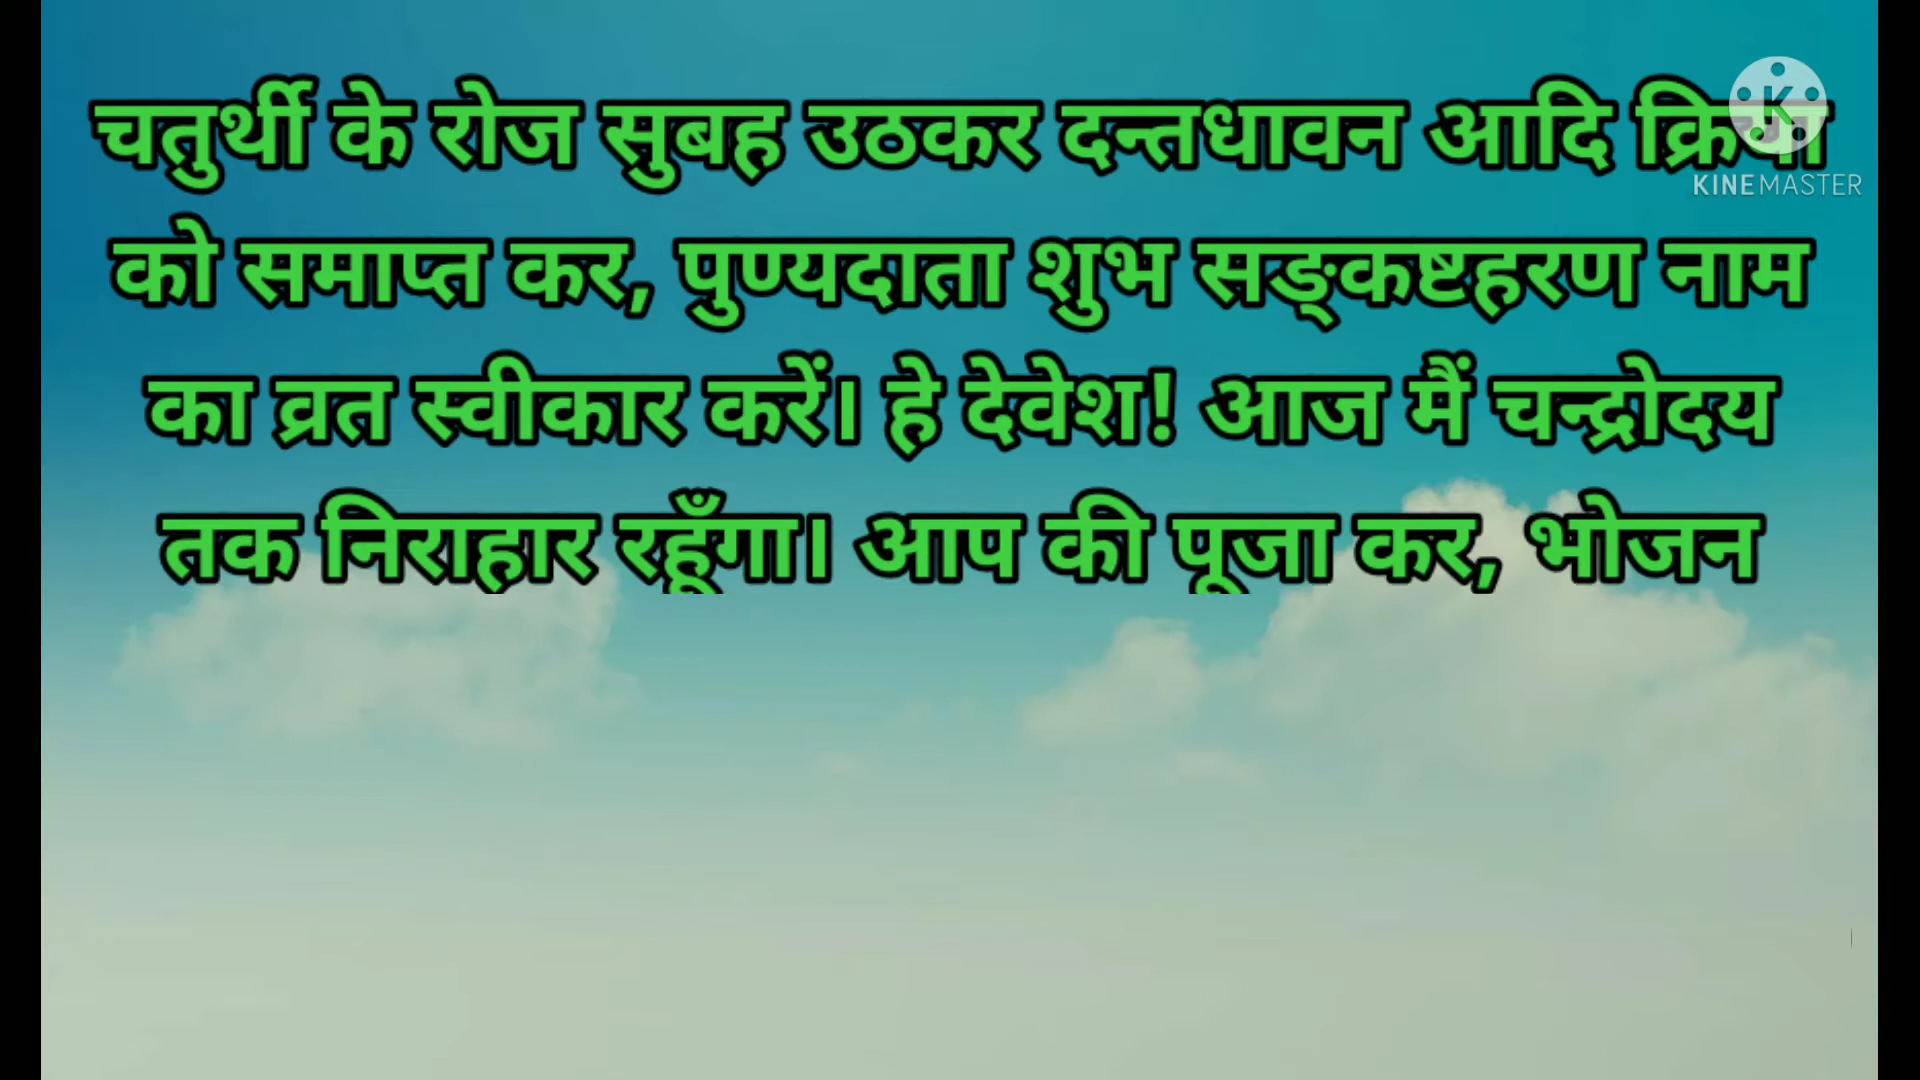 चतुर्थी के रोज सुबह उठकर दन्तधावन आदि क्रिया
KINEMASTER
को समाप्त कर, पुण्यदाता शुभ सङ्कष्टहरण नाम
का व्रत स्वीकार करें। हे देवेश! आज मैं चन्द्रोदय
तक निराहार रहूँगा। आप की पूजा कर, भोजन